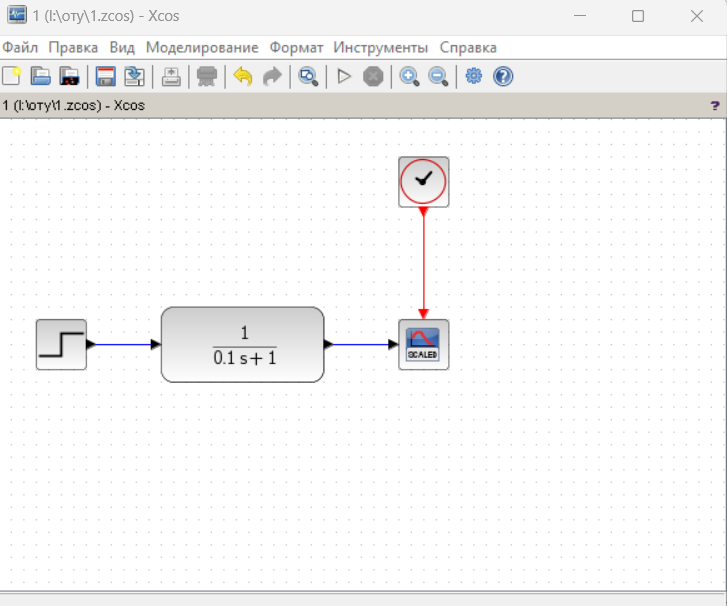 1 (I:\оту\1.zcos) - Xcos
Файл Правка Вид Моделирование Формат Инструменты Справка
1 (I:\оту\1.zcos) - Xcos ?
1
0.1 s+ 1
SCALED